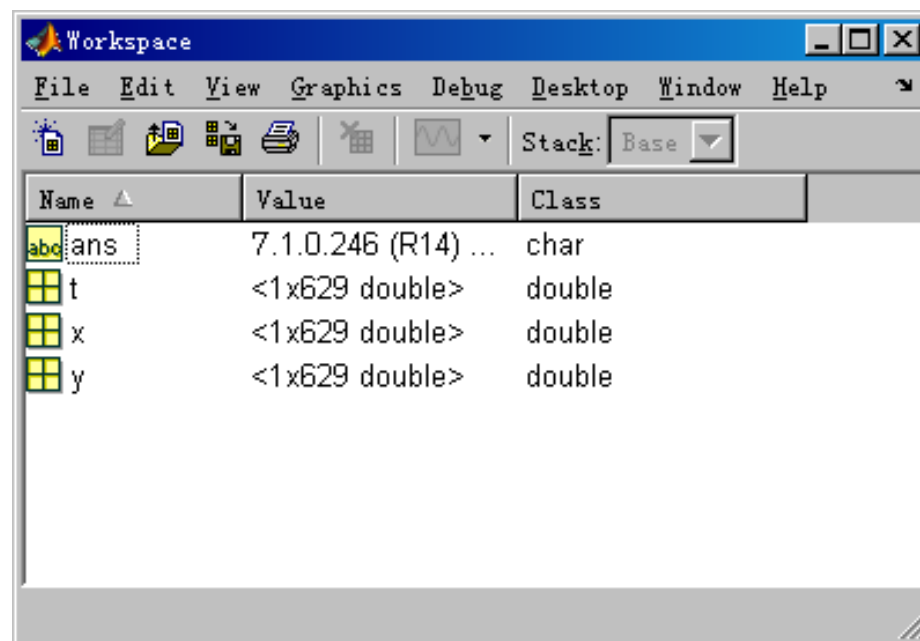 Workspace
File Edit View Graphics Debug Desktop Window Help
Stack: Base
Name Value Class
abc ans 7.1.0.246 (R14) ... char
t <1x629 double> double
x <1x629 double> double
y <1x629 double> double